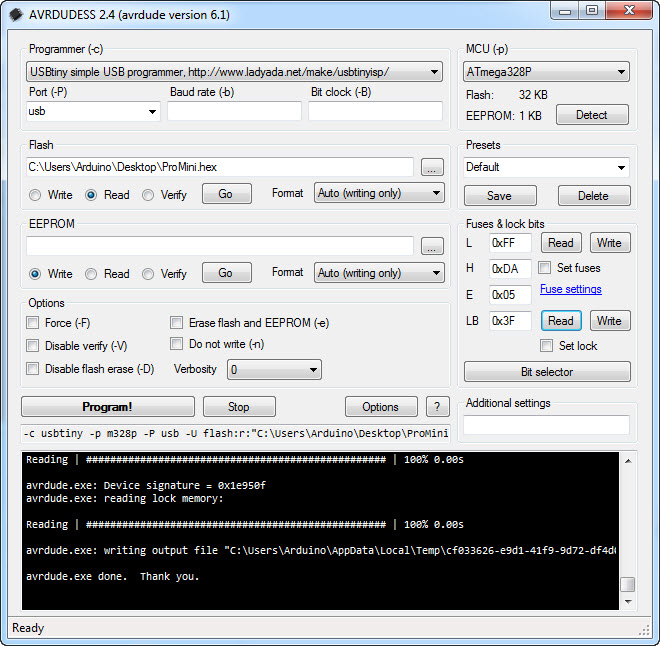 AVRDUDESS 2.4 (avrdude version 6.1)
Programmer (-c)
USBtiny simple USB programmer, http://www.ladyada.net/make/usbtinyisp/
Port (-P) Baud rate (-b) Bit clock (-B)
usb
MCU (-p)
ATmega328P
Flash: 32 KB
EEPROM: 1 KB Detect
Flash
C:\Users\Arduino\Desktop\ProMini.hex ...
Write Read Verify Go Format Auto (writing only)
Presets
Default
Save Delete
EEPROM
...
Write Read Verify Go Format Auto (writing only)
Fuses & lock bits
L 0xFF Read Write
H 0xDA Set fuses
E 0x05 Fuse settings
LB 0x3F Read Write
Set lock
Bit selector
Options
Force (-F) Erase flash and EEPROM (-e)
Disable verify (-V) Do not write (-n)
Disable flash erase (-D) Verbosity 0
Program! Stop Options ?
Additional settings
-c usbtiny -p m328p -P usb -U flash:r:"C:\Users\Arduino\Desktop\ProMini
Reading | ################################################## | 100% 0.00s
avrdude.exe: Device signature = 0x1e950f
avrdude.exe: reading lock memory:
Reading | ################################################## | 100% 0.00s
avrdude.exe: writing output file "C:\Users\Arduino\AppData\Local\Temp\cf033626-e9d1-41f9-9d72-df4d
avrdude.exe done.  Thank you.
Ready